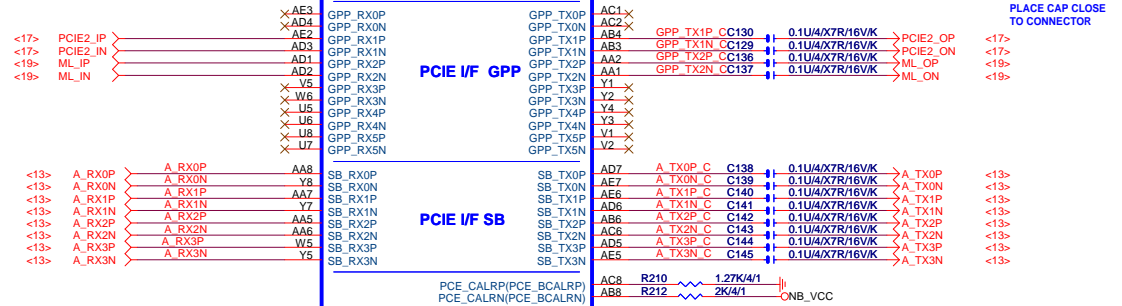 PLACE CAP CLOSE
TO CONNECTOR
AE3 GPP_RX0P GPP_TX0P AC1
AD4 GPP_RX0N GPP_TX0N AC2
<17> PCIE2_IP AE2 GPP_RX1P GPP_TX1P AB4 GPP_TX1P_C C130 0.1U/4/X7R/16V/K PCIE2_OP <17>
<17> PCIE2_IN AD3 GPP_RX1N GPP_TX1N AB3 GPP_TX1N_C C129 0.1U/4/X7R/16V/K PCIE2_ON <17>
<19> ML_IP AD1 GPP_RX2P PCIE I/F GPP GPP_TX2P AA2 GPP_TX2P_C C136 0.1U/4/X7R/16V/K ML_OP <19>
<19> ML_IN AD2 GPP_RX2N GPP_TX2N AA1 GPP_TX2N_C C137 0.1U/4/X7R/16V/K ML_ON <19>
V5 GPP_RX3P GPP_TX3P Y1
W6 GPP_RX3N GPP_TX3N Y2
U5 GPP_RX4P GPP_TX4P Y4
U6 GPP_RX4N GPP_TX4N Y3
U8 GPP_RX5P GPP_TX5P V1
U7 GPP_RX5N GPP_TX5N V2
<13> A_RX0P A_RX0P AA8 SB_RX0P SB_TX0P AD7 A_TX0P_C C138 0.1U/4/X7R/16V/K A_TX0P <13>
<13> A_RX0N A_RX0N Y8 SB_RX0N SB_TX0N AE7 A_TX0N_C C139 0.1U/4/X7R/16V/K A_TX0N <13>
<13> A_RX1P A_RX1P AA7 SB_RX1P SB_TX1P AE6 A_TX1P_C C140 0.1U/4/X7R/16V/K A_TX1P <13>
<13> A_RX1N A_RX1N Y7 SB_RX1N SB_TX1N AD6 A_TX1N_C C141 0.1U/4/X7R/16V/K A_TX1N <13>
<13> A_RX2P A_RX2P AA5 SB_RX2P PCIE I/F SB SB_TX2P AB6 A_TX2P_C C142 0.1U/4/X7R/16V/K A_TX2P <13>
<13> A_RX2N A_RX2N AA6 SB_RX2N SB_TX2N AC6 A_TX2N_C C143 0.1U/4/X7R/16V/K A_TX2N <13>
<13> A_RX3P A_RX3P W5 SB_RX3P SB_TX3P AD5 A_TX3P_C C144 0.1U/4/X7R/16V/K A_TX3P <13>
<13> A_RX3N A_RX3N Y5 SB_RX3N SB_TX3N AE5 A_TX3N_C C145 0.1U/4/X7R/16V/K A_TX3N <13>
PCE_CALRP(PCE_BCALRP) AC8 R210 1.27K/4/1
PCE_CALRN(PCE_BCALRN) AB8 R212 2K/4/1 NB_VCC